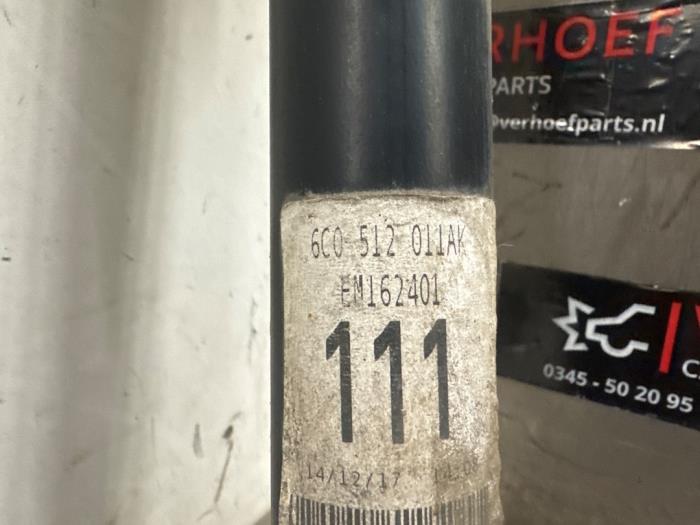 RHOEF
PARTS
@verhoefparts.nl
6C0 512 011AK
EM162401
111
14/12/17
0345 - 50 20 95